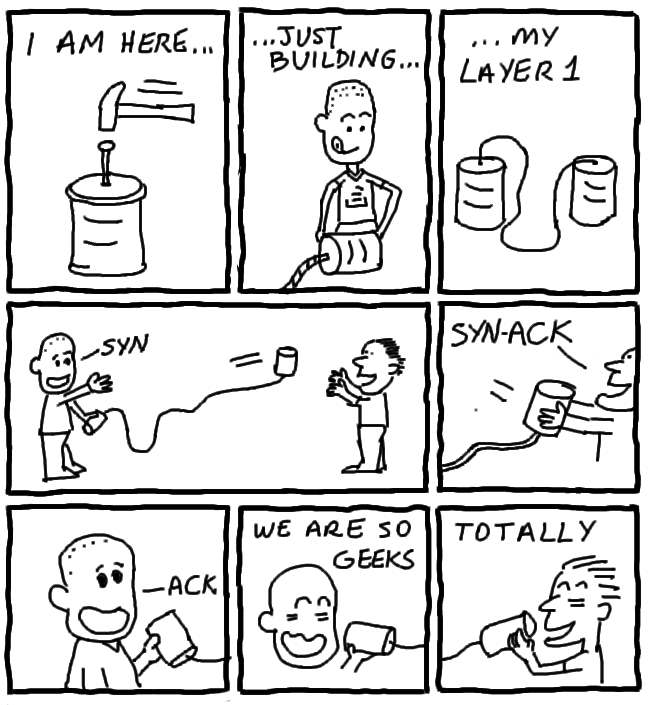 I AM HERE...
...JUST
BUILDING...
...MY
LAYER 1
SYN
SYN-ACK
ACK
WE ARE SO
GEEKS
TOTALLY